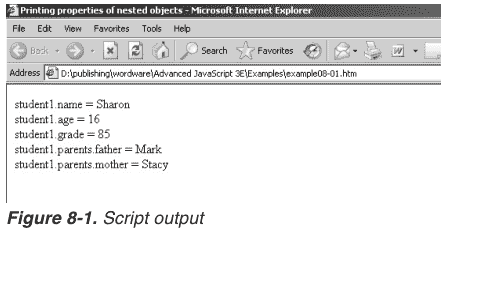 Printing properties of nested objects - Microsoft Internet Explorer
File Edit View Favorites Tools Help
Back Search Favorites
Address D:\publishing\wordware\Advanced JavaScript 3E\Examples\example08-01.htm
student1.name = Sharon
student1.age = 16
student1.grade = 85
student1.parents.father = Mark
student1.parents.mother = Stacy
Figure 8-1. Script output